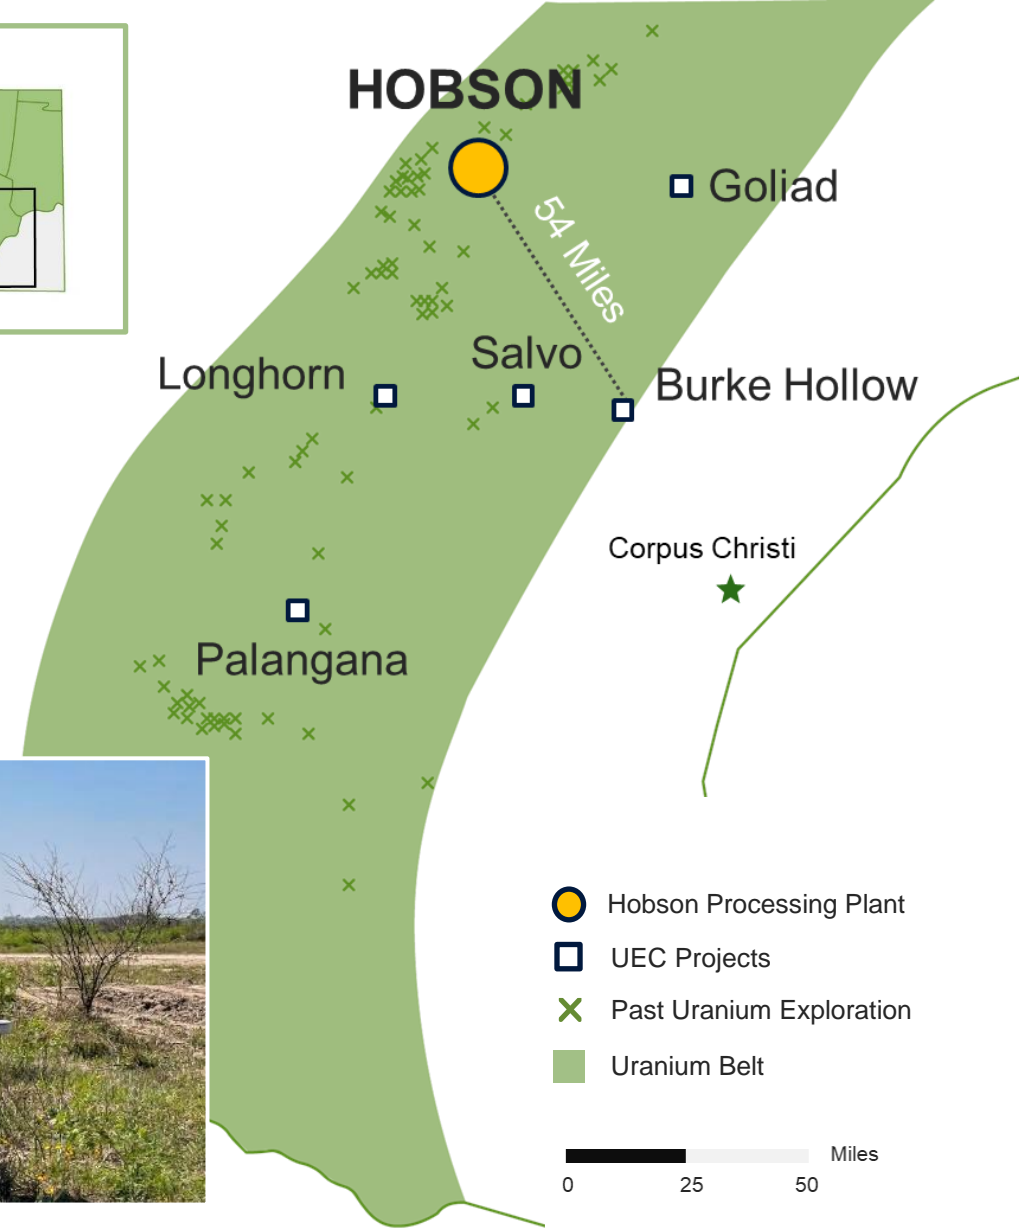 HOBSON
Goliad
54 Miles
Salvo
Longhorn
Burke Hollow
Corpus Christi
Palangana
Hobson Processing Plant
UEC Projects
Past Uranium Exploration
Uranium Belt
Miles
0 25 50